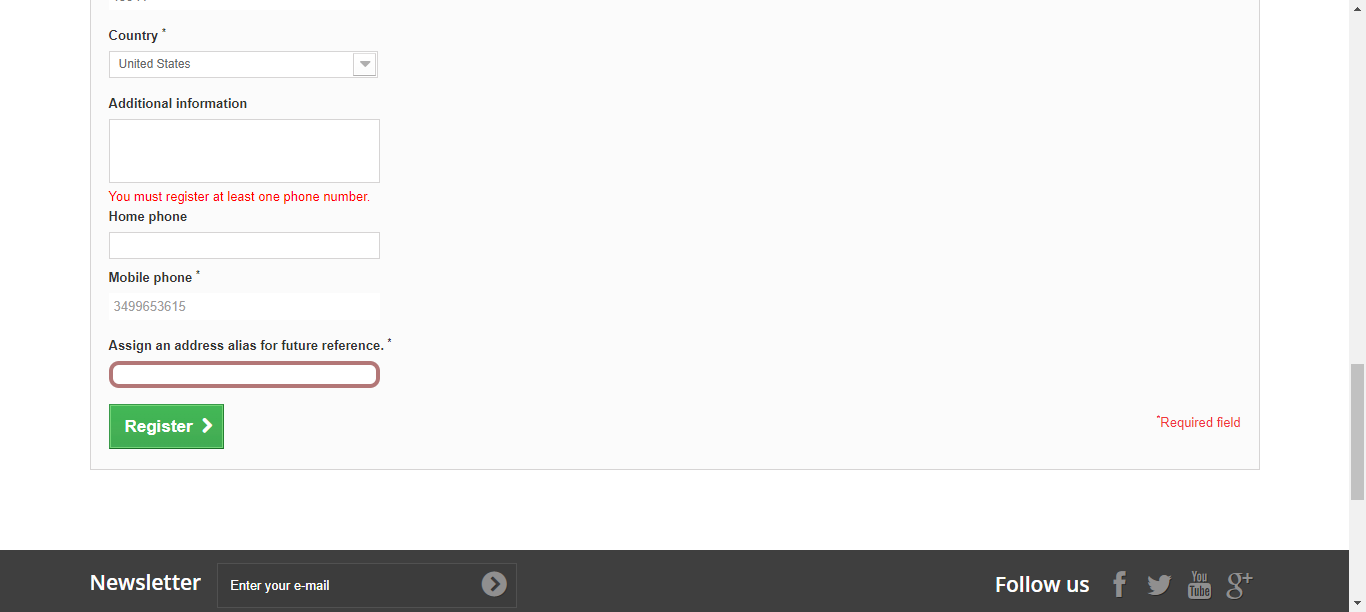 Country *
United States
Additional information
You must register at least one phone number.
Home phone
Mobile phone *
3499653615
Assign an address alias for future reference. *
Register
*Required field
Newsletter
Enter your e-mail
Follow us
f
You
Tube
g+